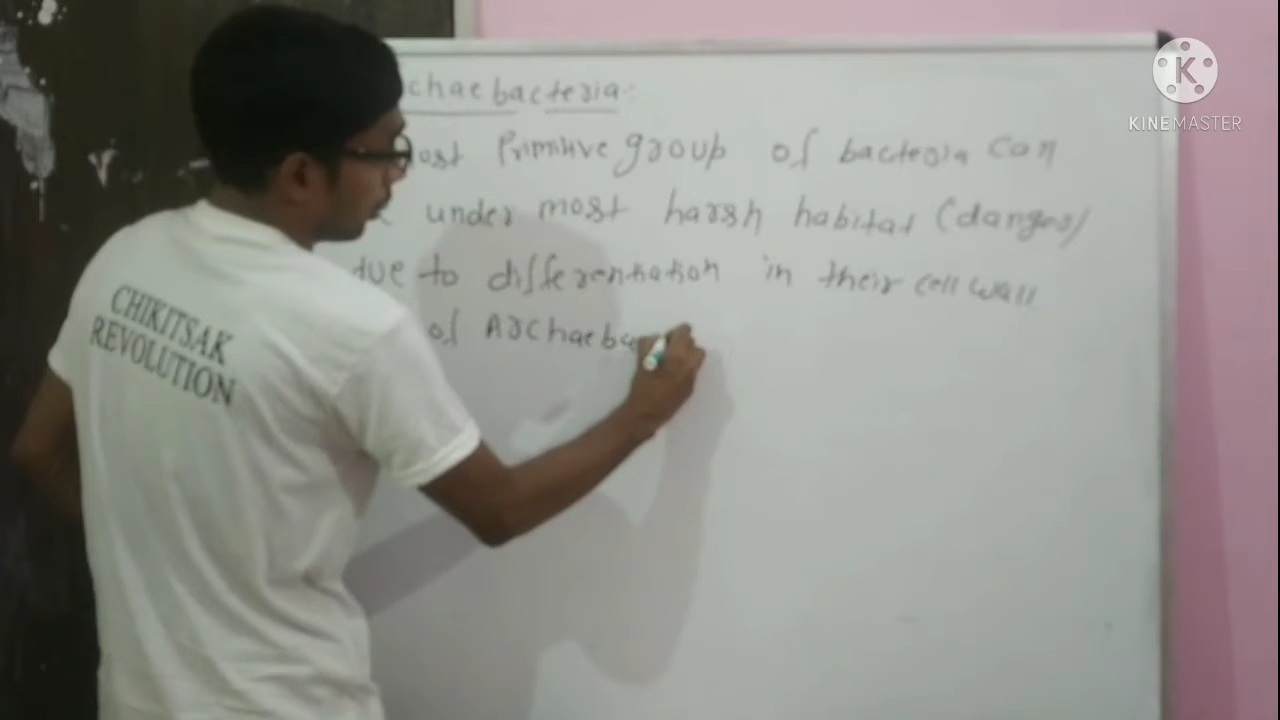 chaebacteria:
ost Primitive group of bacteria can
under most harsh habitat (danger)
due to differentiation in their cell wall
of Archaeba
CHIKITSAK
REVOLUTION
K
KINEMASTER